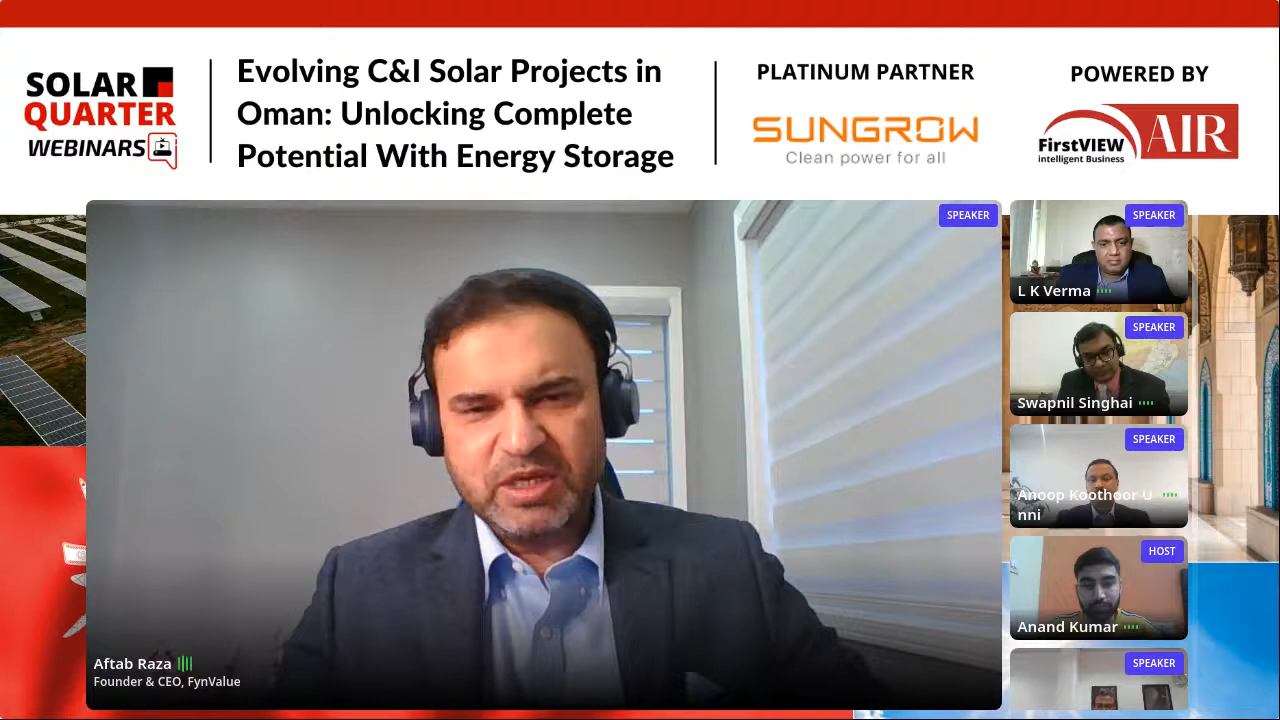 SOLAR
QUARTER
WEBINARS
Evolving C&I Solar Projects in
Oman: Unlocking Complete
Potential With Energy Storage
PLATINUM PARTNER
SUNGROW
Clean power for all
POWERED BY
FirstVIEW
intelligent Business
AIR
SPEAKER
Aftab Raza
Founder & CEO, FynValue
SPEAKER
L K Verma
SPEAKER
Swapnil Singhai
SPEAKER
Anoop Koothoor U
nni
HOST
Anand Kumar
SPEAKER